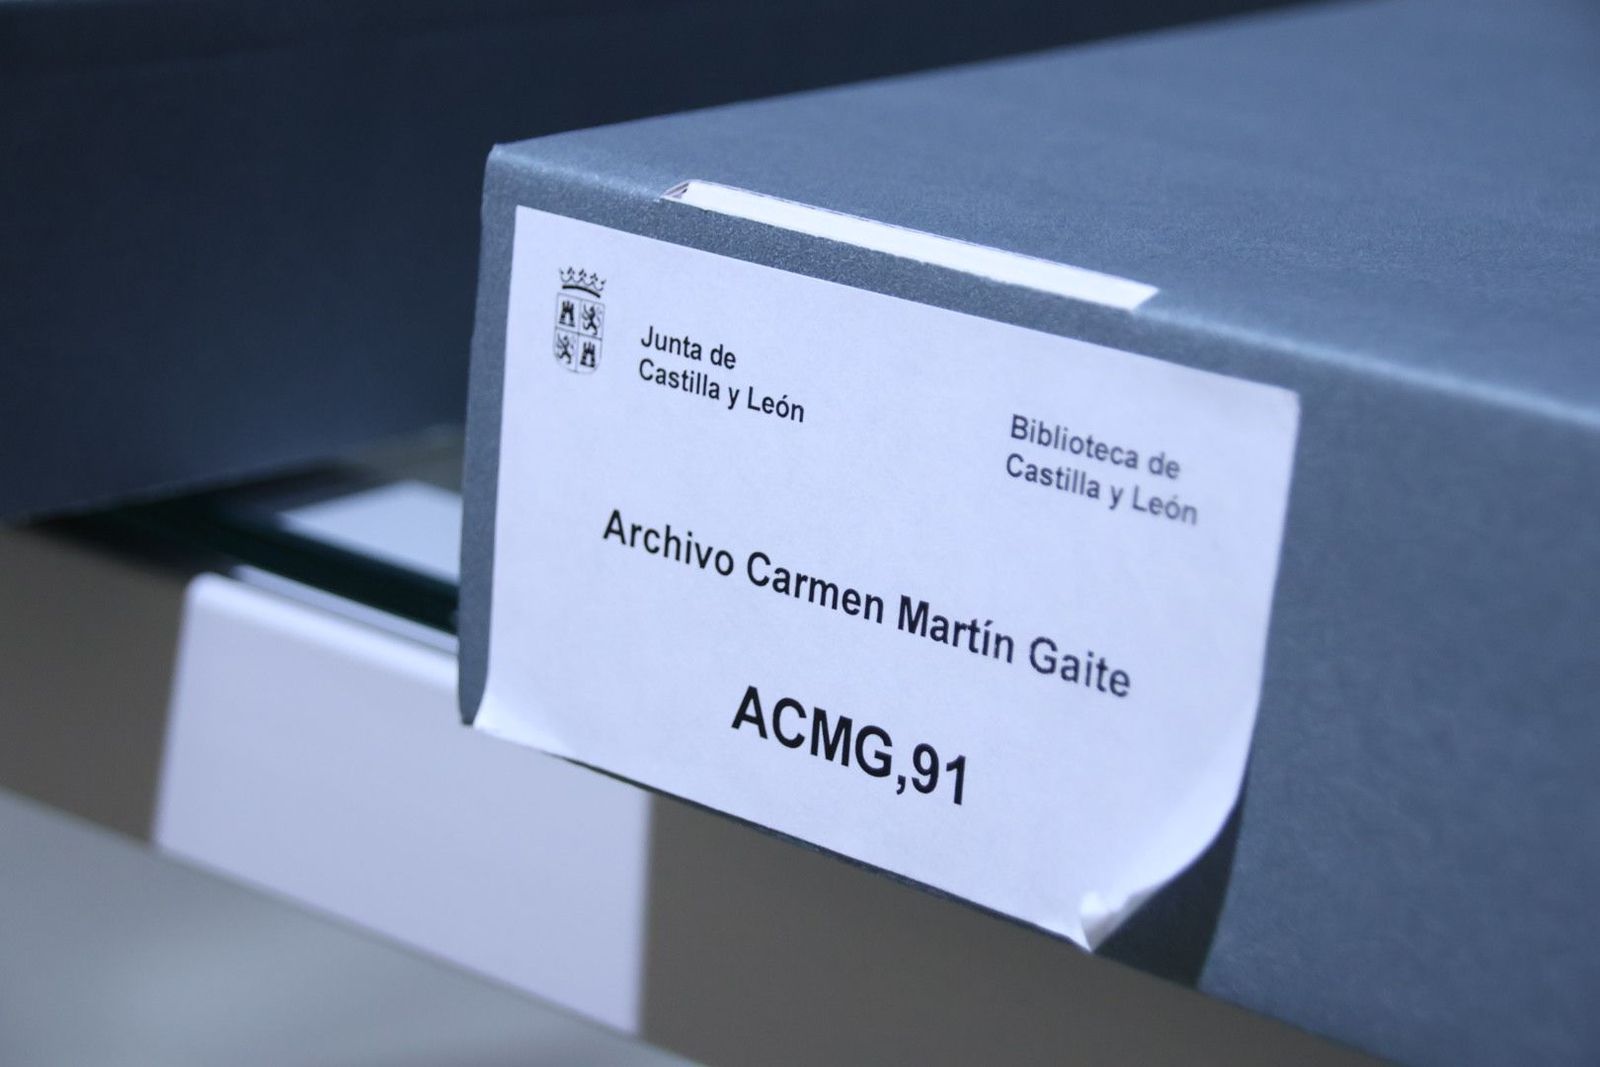 Junta de
Castilla y León
Biblioteca de
Castilla y León
Archivo Carmen Martín Gaite
ACMG,91